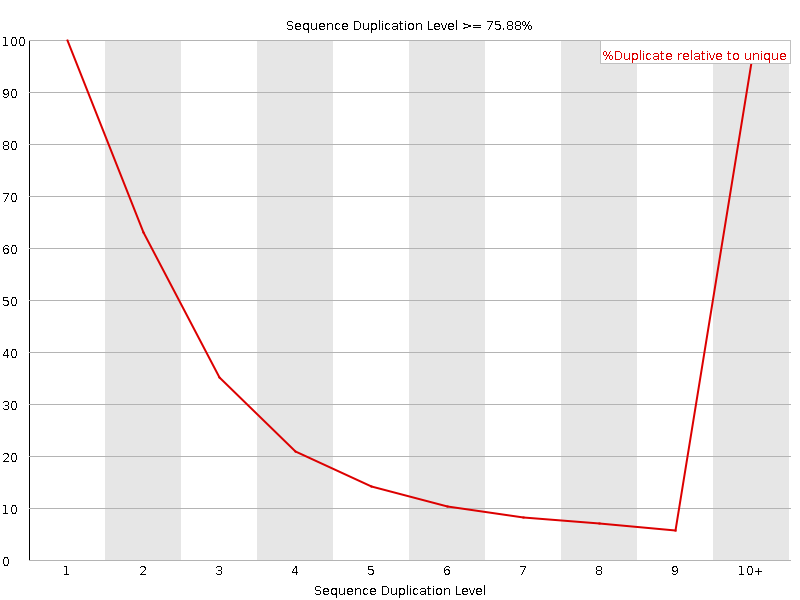 Sequence Duplication Level >= 75.88%
%Duplicate relative to unique
100
90
80
70
60
50
40
30
20
10
0
1 2 3 4 5 6 7 8 9 10+
Sequence Duplication Level